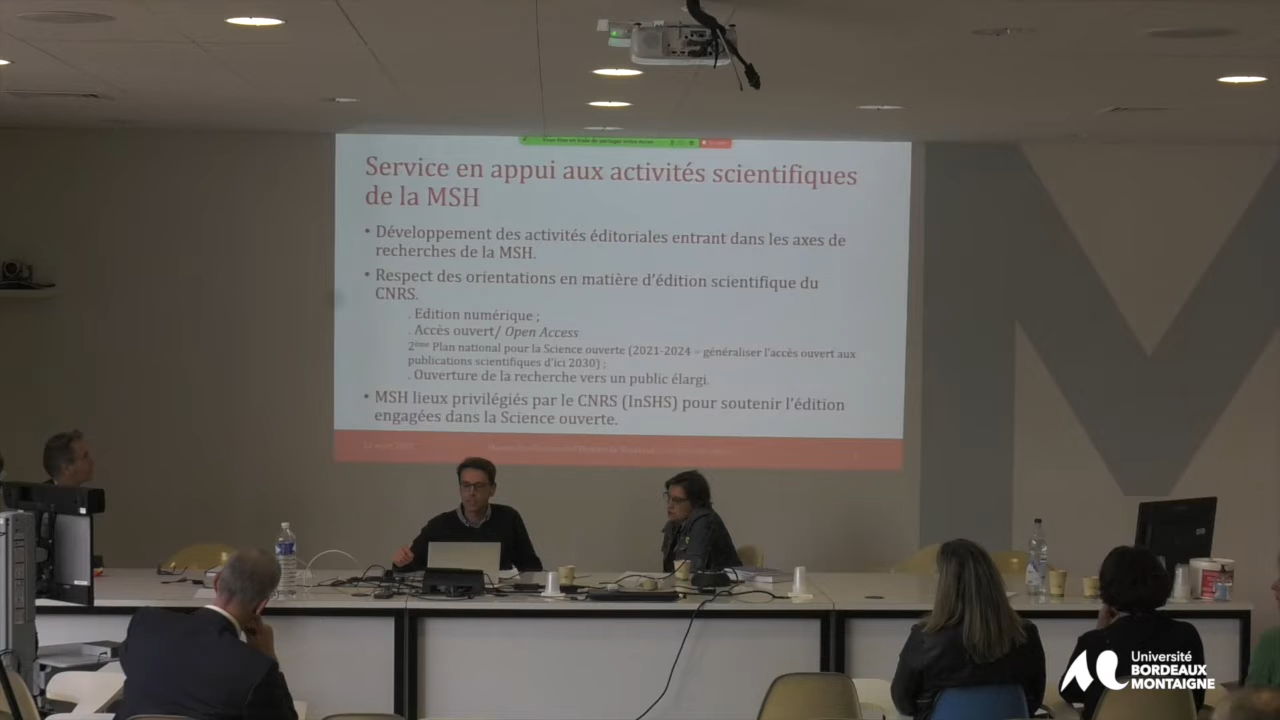 Service en appui aux activités scientifiques
de la MSH
• Développement des activités éditoriales entrant dans les axes de
recherches de la MSH.
• Respect des orientations en matière d'édition scientifique du
CNRS.
. Edition numérique ;
. Accès ouvert/ Open Access
2ème Plan national pour la Science ouverte (2021-2024 – généraliser l'accès ouvert aux
publications scientifiques d'ici 2030) ;
. Ouverture de la recherche vers un public élargi.
• MSH lieux privilégiés par le CNRS (InSHS) pour soutenir l'édition
engagées dans la Science ouverte.
Université
BORDEAUX
MONTAIGNE